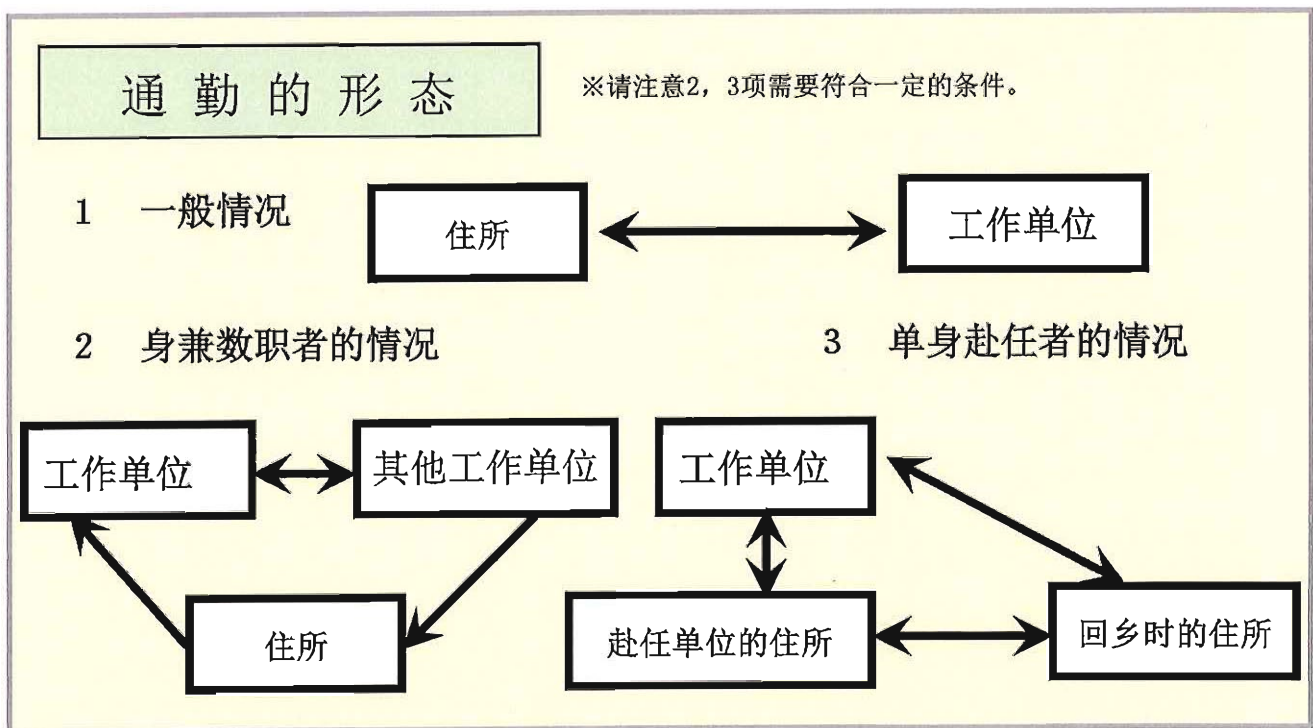 通勤的形态
※请注意2，3项需要符合一定的条件。
1 一般情况
住所
工作单位
2 身兼数职者的情况
工作单位
其他工作单位
住所
3 单身赴任者的情况
工作单位
赴任单位的住所
回乡时的住所